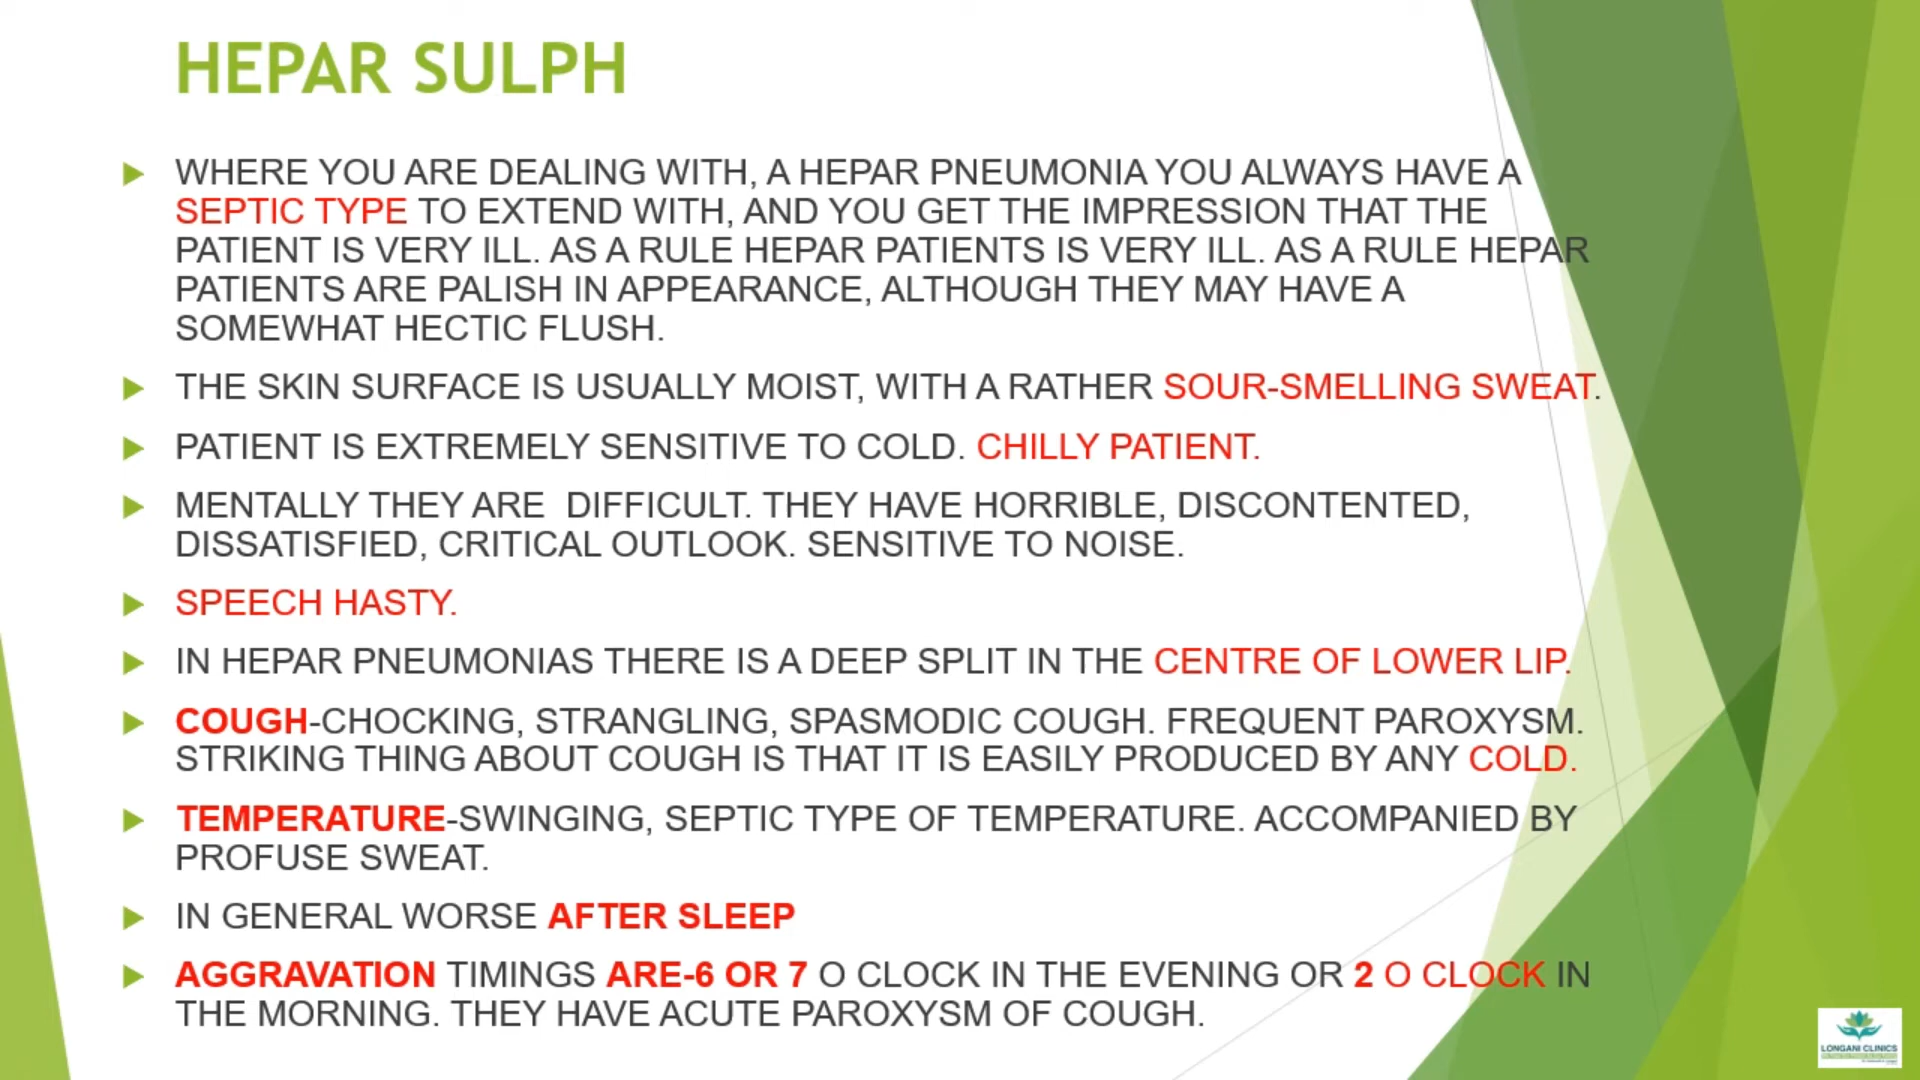 HEPAR SULPH
WHERE YOU ARE DEALING WITH, A HEPAR PNEUMONIA YOU ALWAYS HAVE A
SEPTIC TYPE TO EXTEND WITH, AND YOU GET THE IMPRESSION THAT THE
PATIENT IS VERY ILL. AS A RULE HEPAR PATIENTS IS VERY ILL. AS A RULE HEPAR
PATIENTS ARE PALISH IN APPEARANCE, ALTHOUGH THEY MAY HAVE A
SOMEWHAT HECTIC FLUSH.
THE SKIN SURFACE IS USUALLY MOIST, WITH A RATHER SOUR-SMELLING SWEAT.
PATIENT IS EXTREMELY SENSITIVE TO COLD. CHILLY PATIENT.
MENTALLY THEY ARE DIFFICULT. THEY HAVE HORRIBLE, DISCONTENTED,
DISSATISFIED, CRITICAL OUTLOOK. SENSITIVE TO NOISE.
SPEECH HASTY.
IN HEPAR PNEUMONIAS THERE IS A DEEP SPLIT IN THE CENTRE OF LOWER LIP.
COUGH-CHOCKING, STRANGLING, SPASMODIC COUGH. FREQUENT PAROXYSM.
STRIKING THING ABOUT COUGH IS THAT IT IS EASILY PRODUCED BY ANY COLD.
TEMPERATURE-SWINGING, SEPTIC TYPE OF TEMPERATURE. ACCOMPANIED BY
PROFUSE SWEAT.
IN GENERAL WORSE AFTER SLEEP
AGGRAVATION TIMINGS ARE-6 OR 7 O CLOCK IN THE EVENING OR 2 O CLOCK IN
THE MORNING. THEY HAVE ACUTE PAROXYSM OF COUGH.
LONGANI CLINICS